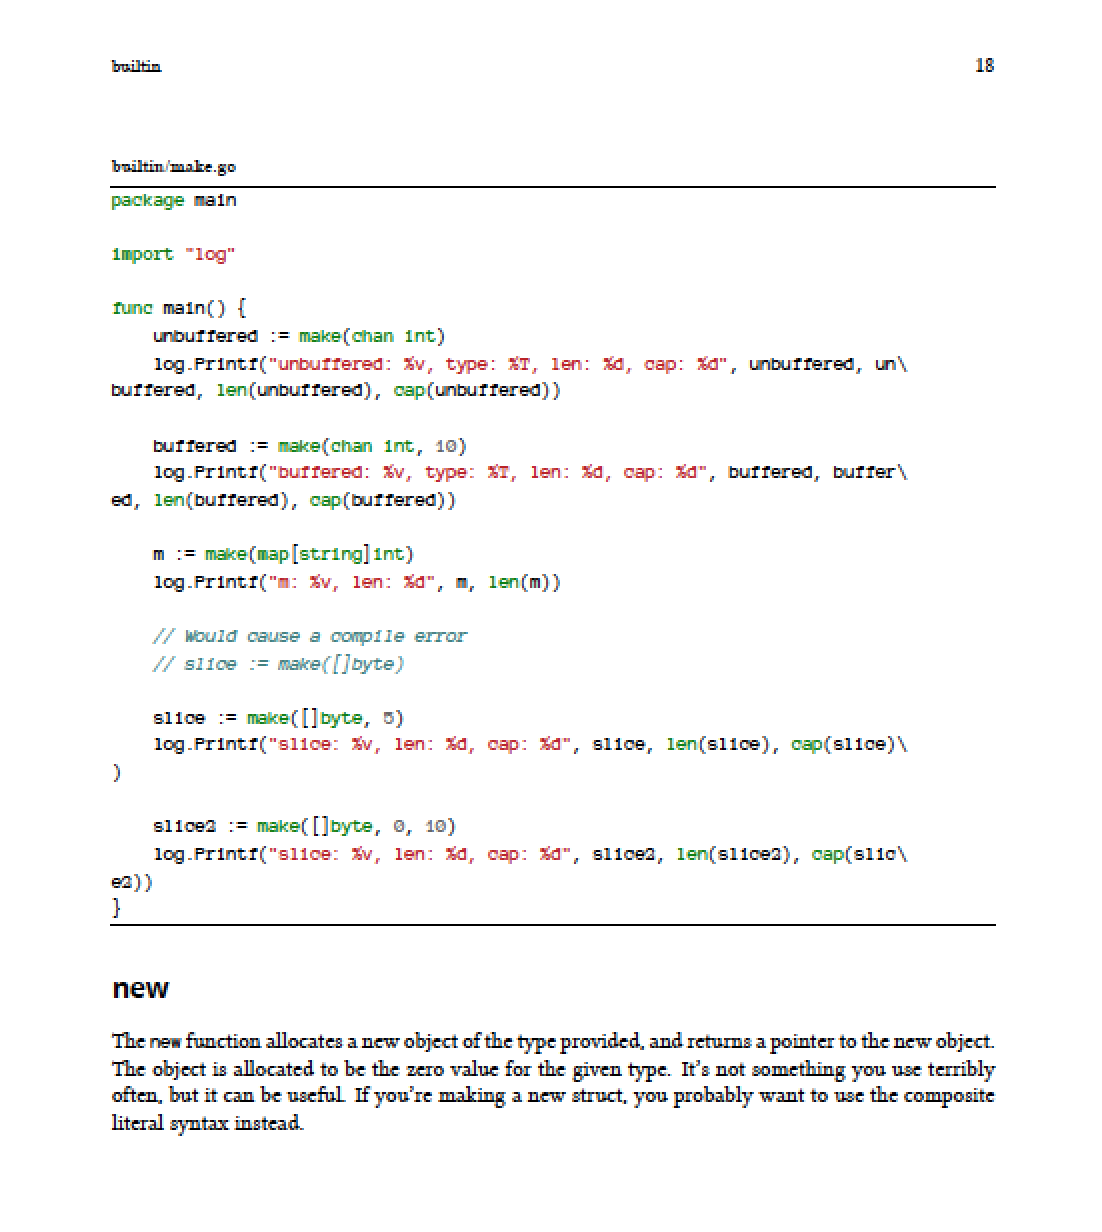 builtin 18
builtin/make.go
package main
import "log"
func main() {
    unbuffered := make(chan int)
    log.Printf("unbuffered: %v, type: %T, len: %d, cap: %d", unbuffered, un\
buffered, len(unbuffered), cap(unbuffered))
    buffered := make(chan int, 10)
    log.Printf("buffered: %v, type: %T, len: %d, cap: %d", buffered, buffer\
ed, len(buffered), cap(buffered))
    m := make(map[string]int)
    log.Printf("m: %v, len: %d", m, len(m))
    // Would cause a compile error
    // slice := make([]byte)
    slice := make([]byte, 5)
    log.Printf("slice: %v, len: %d, cap: %d", slice, len(slice), cap(slice)\
)
    slice2 := make([]byte, 0, 10)
    log.Printf("slice: %v, len: %d, cap: %d", slice2, len(slice2), cap(slic\
e2))
}
new
The new function allocates a new object of the type provided, and returns a pointer to the new object.
The object is allocated to be the zero value for the given type. It's not something you use terribly
often, but it can be useful. If you're making a new struct, you probably want to use the composite
literal syntax instead.